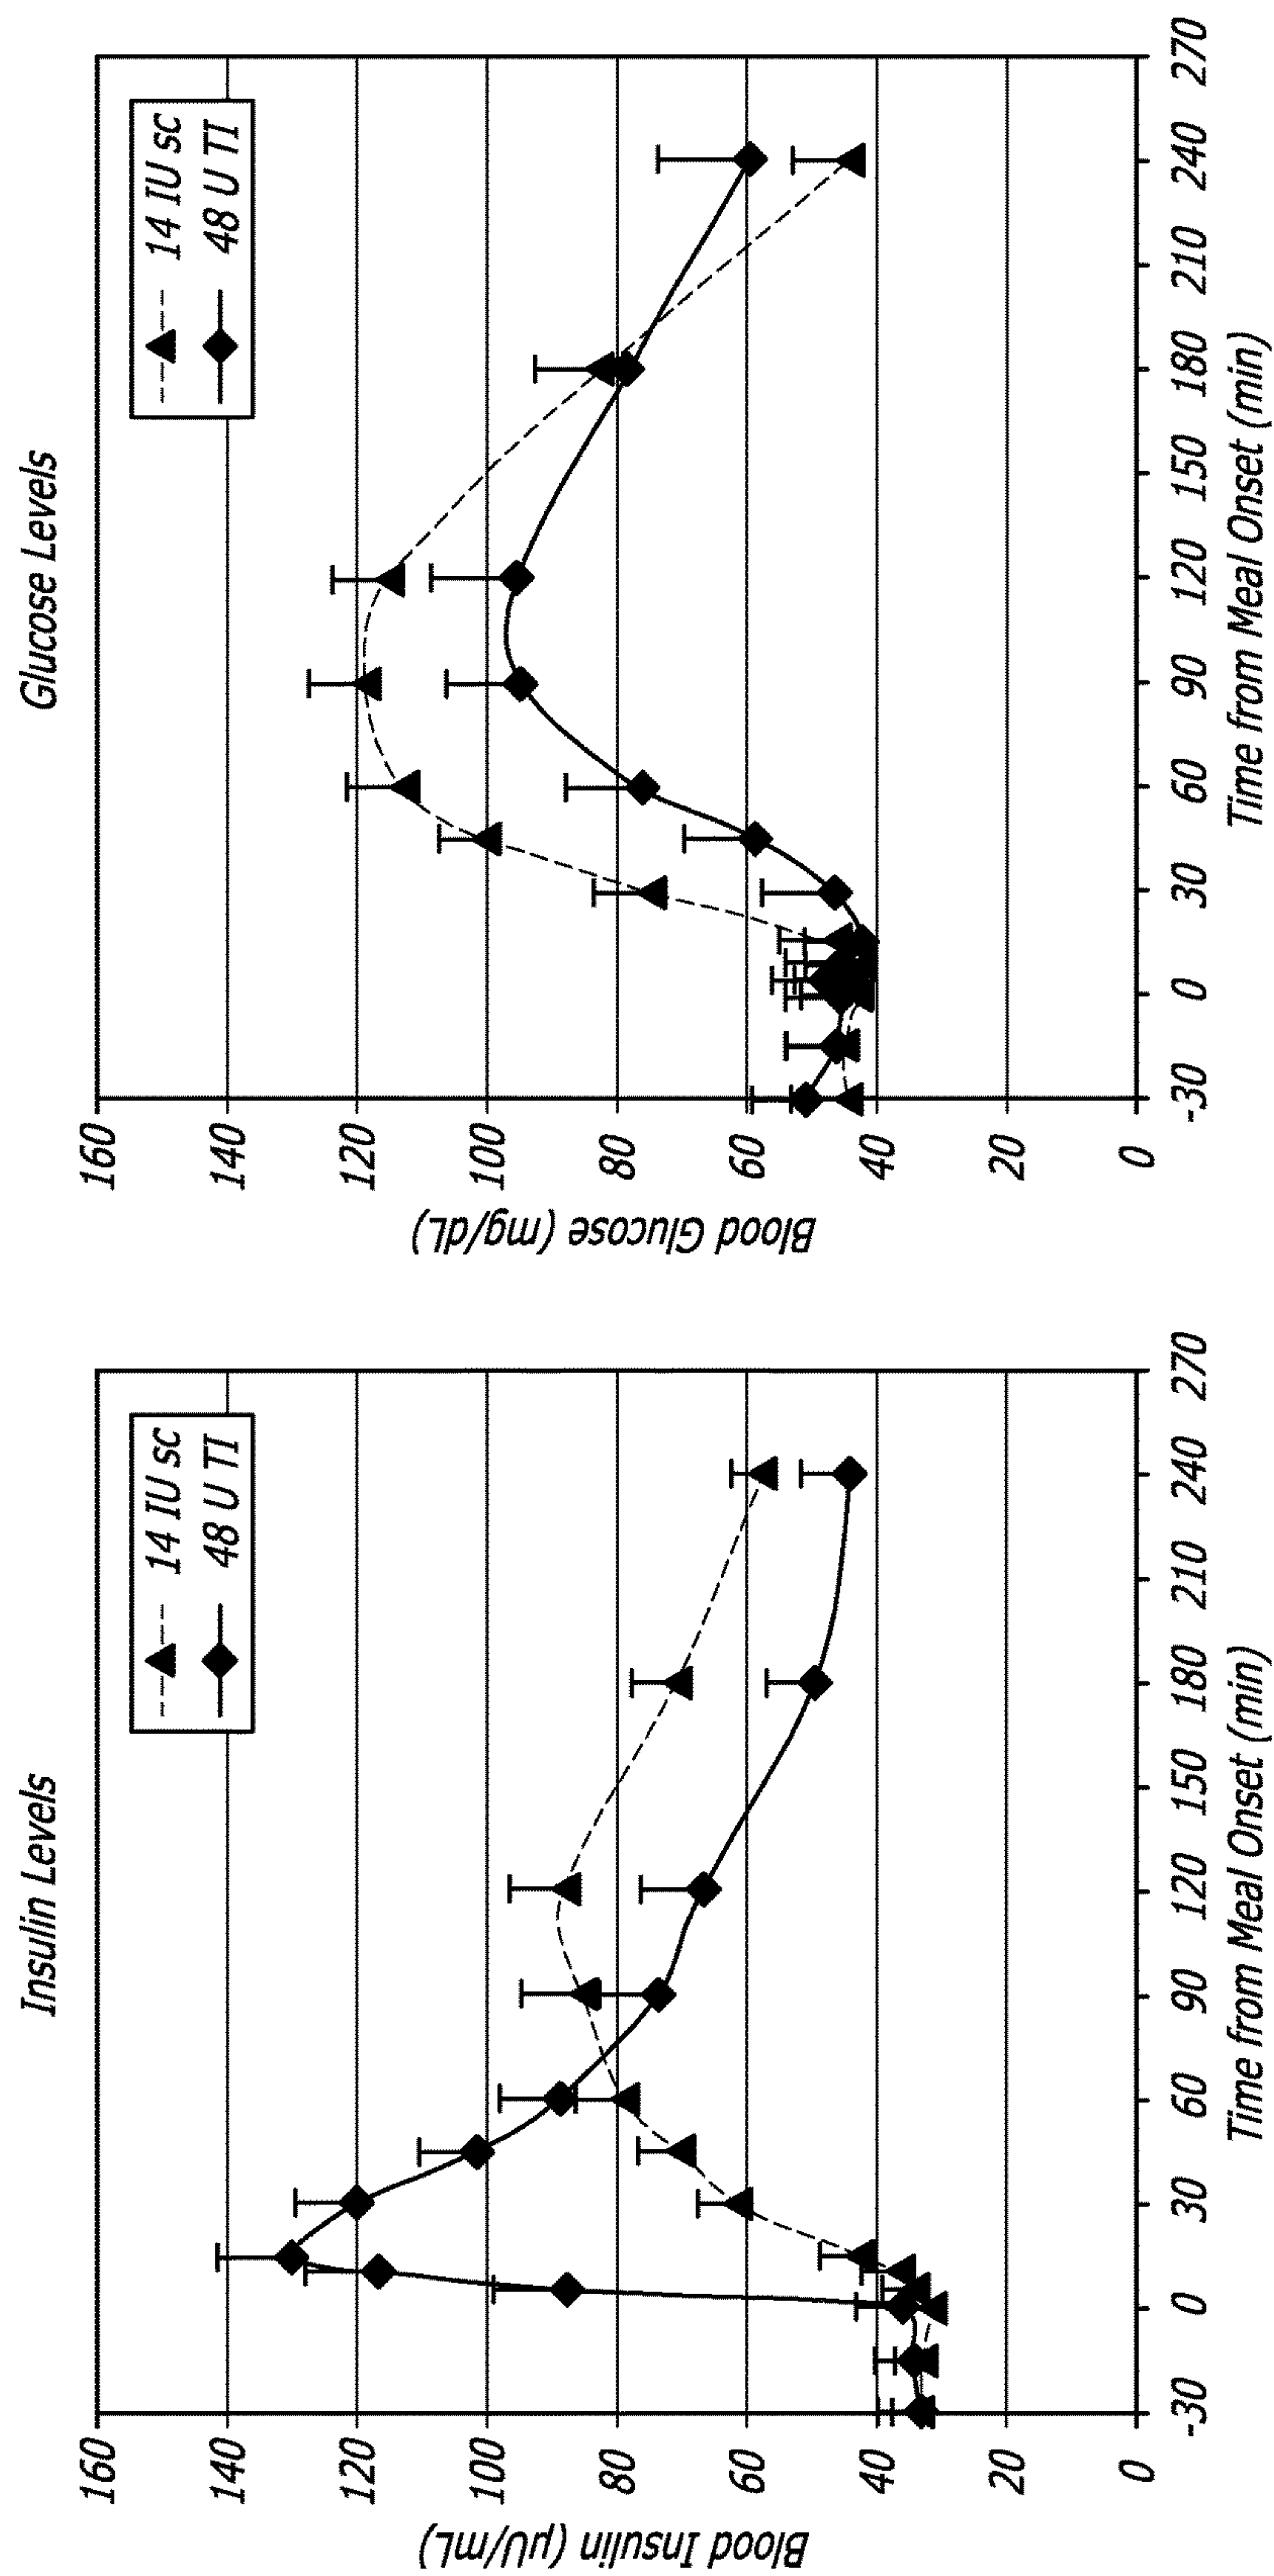 Insulin Levels
Blood Insulin (µU/mL)
160
140
120
100
80
60
40
20
0
14 IU sc
48 U TI
-30 0 30 60 90 120 150 180 210 240 270
Time from Meal Onset (min)
Glucose Levels
Blood Glucose (mg/dL)
160
140
120
100
80
60
40
20
0
14 IU sc
48 U TI
-30 0 30 60 90 120 150 180 210 240 270
Time from Meal Onset (min)